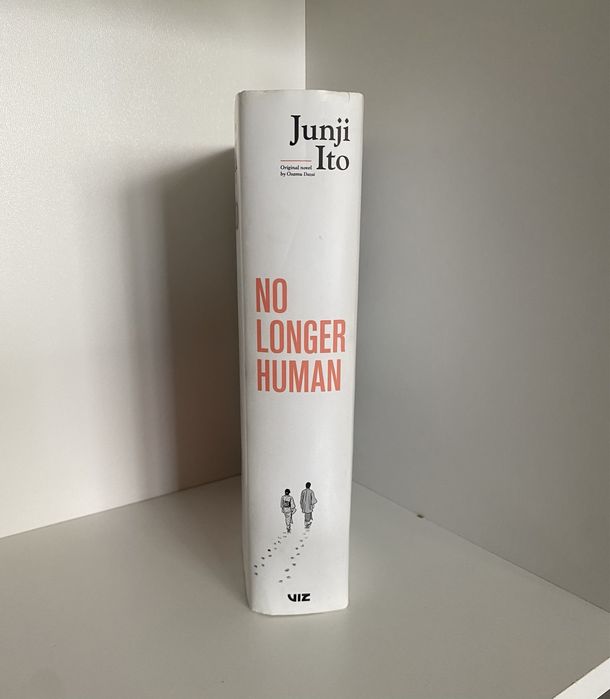 Junji
Ito
Original novel
by Osamu Dazai
NO
LONGER
HUMAN
VIZ